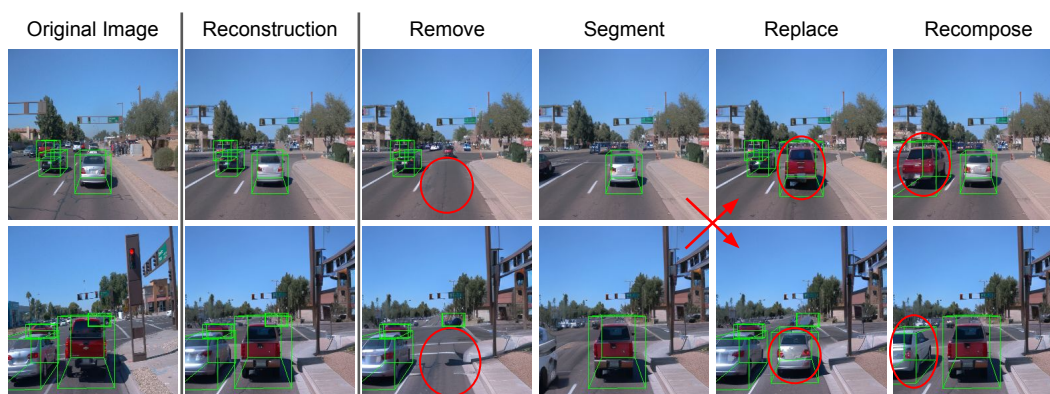 Original Image
Reconstruction
Remove
Segment
Replace
Recompose